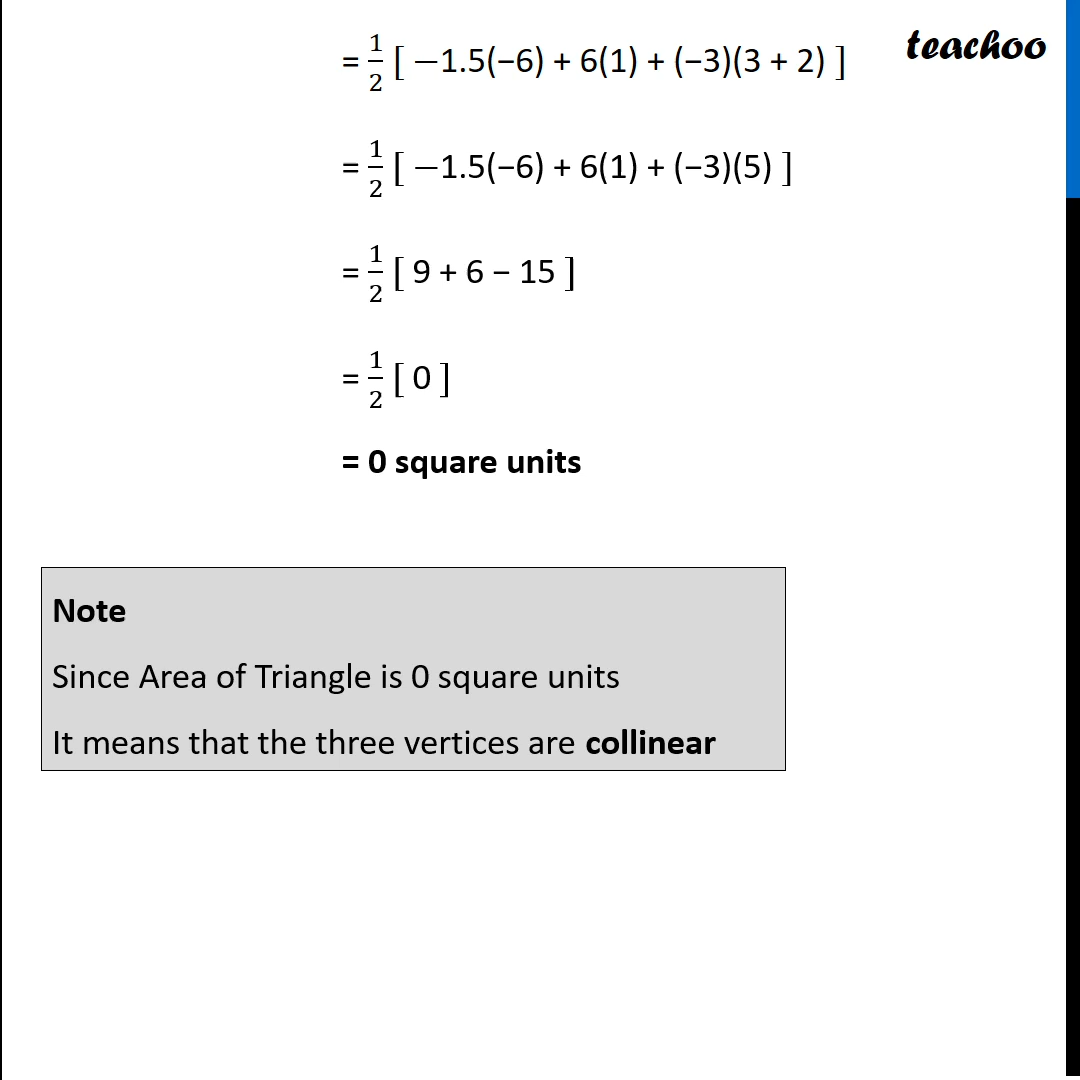 teachoo
= 1/2 [ −1.5(−6) + 6(1) + (−3)(3 + 2) ]
= 1/2 [ −1.5(−6) + 6(1) + (−3)(5) ]
= 1/2 [ 9 + 6 − 15 ]
= 1/2 [ 0 ]
= 0 square units
Note
Since Area of Triangle is 0 square units
It means that the three vertices are collinear